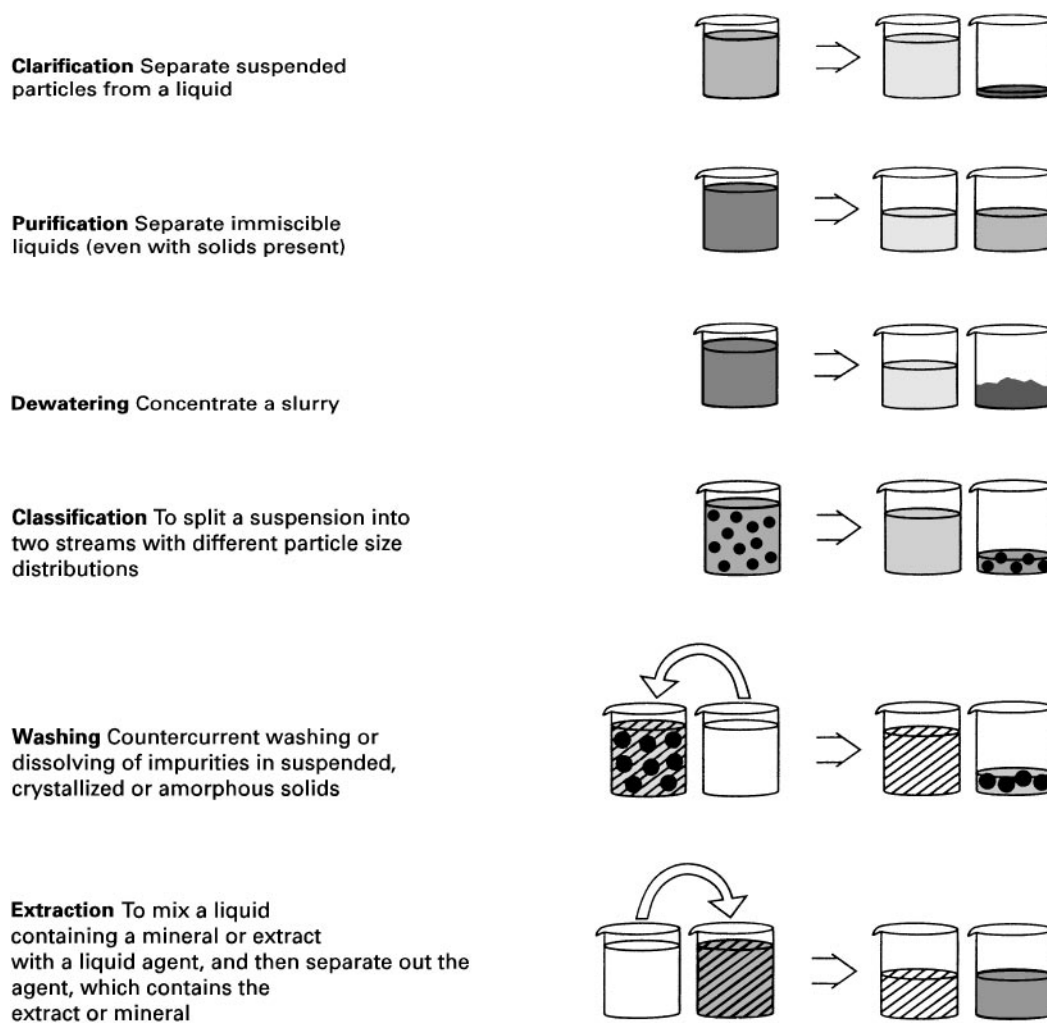 Clarification Separate suspended
particles from a liquid
Purification Separate immiscible
liquids (even with solids present)
Dewatering Concentrate a slurry
Classification To split a suspension into
two streams with different particle size
distributions
Washing Countercurrent washing or
dissolving of impurities in suspended,
crystallized or amorphous solids
Extraction To mix a liquid
containing a mineral or extract
with a liquid agent, and then separate out the
agent, which contains the
extract or mineral